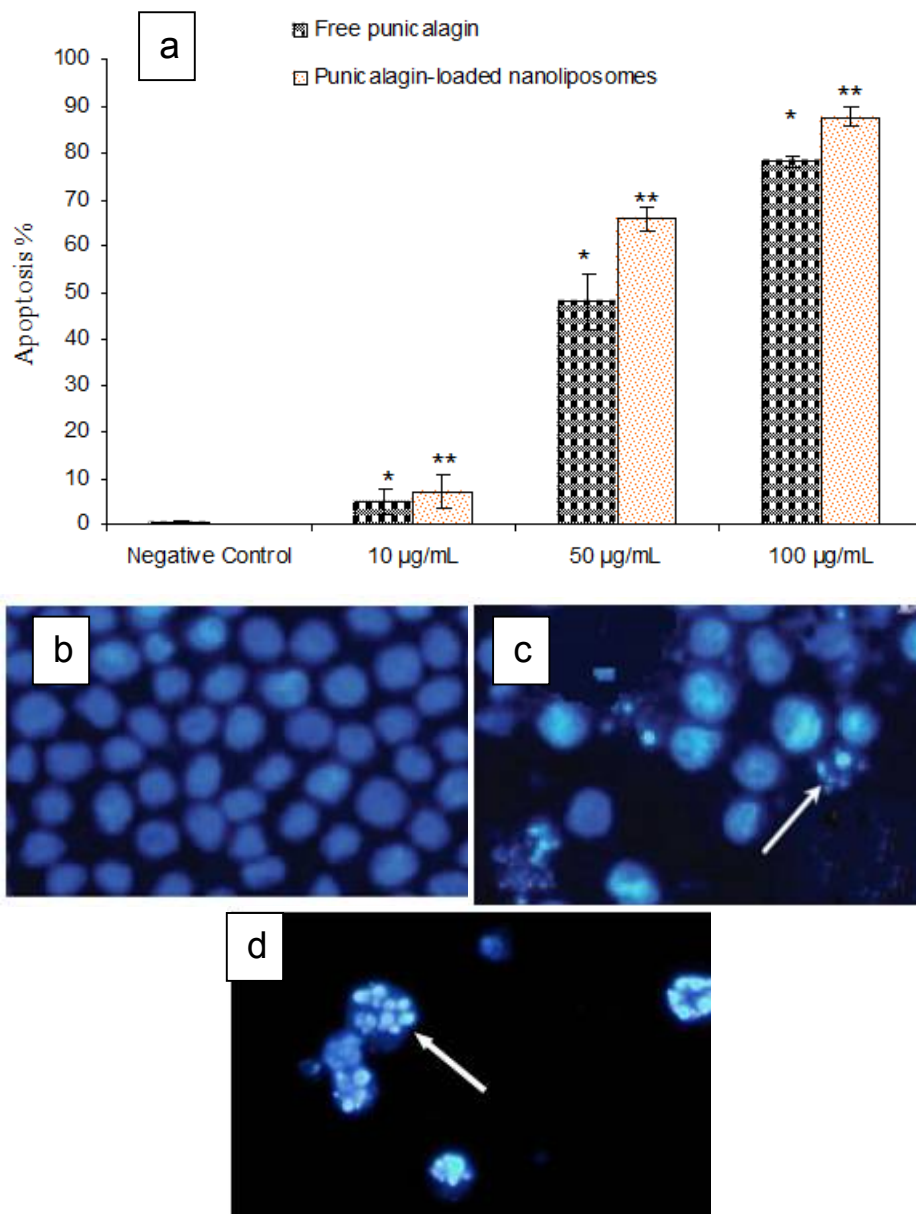 a
Free punicalagin
Punicalagin-loaded nanoliposomes
Apoptosis %
100
90
80
70
60
50
40
30
20
10
0
*
**
*
**
*
**
Negative Control
10 µg/mL
50 µg/mL
100 µg/mL
b
c
d